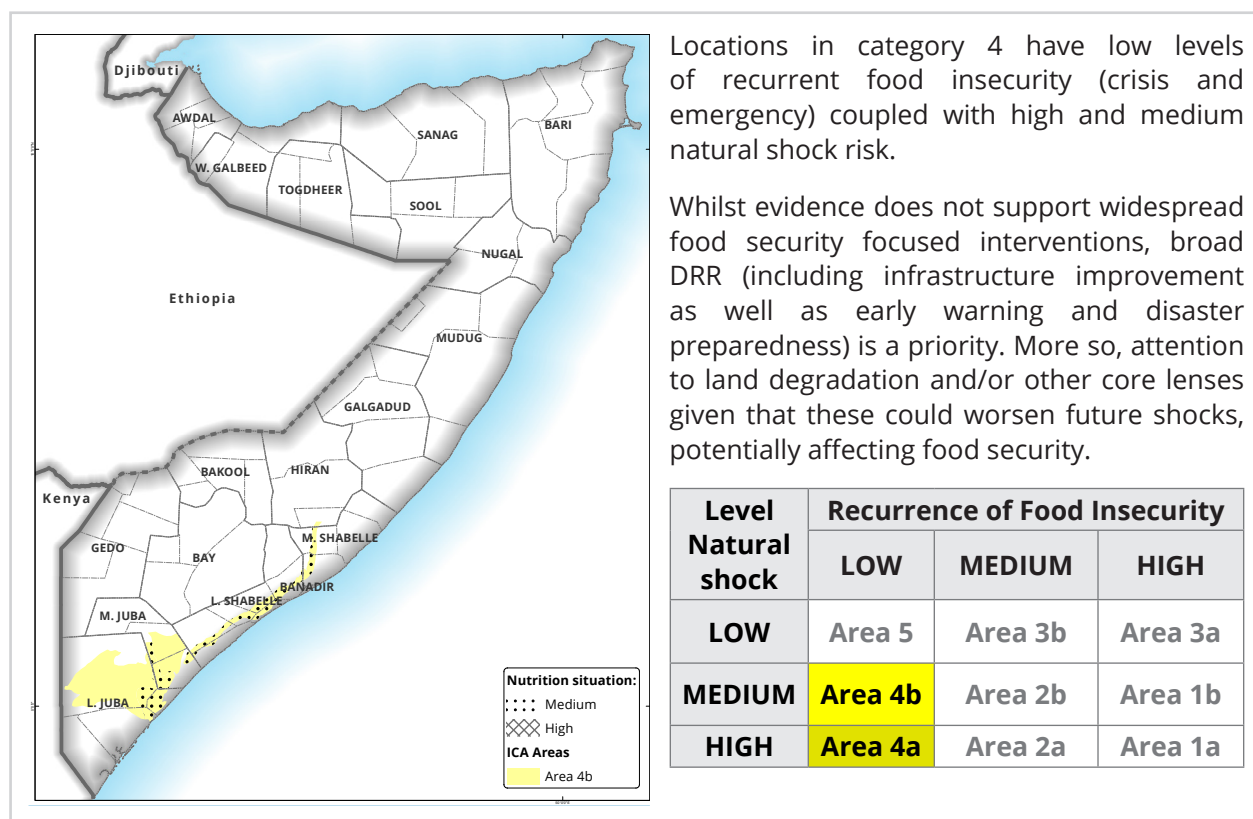 Djibouti
AWDAL
SANAG
BARI
W. GALBEED
TOGDHEER
SOOL
NUGAL
Ethiopia
MUDUG
GALGADUD
BAKOOL
HIRAN
Kenya
GEDO
BAY
M. SHABELLE
BANADIR
L. SHABELLE
M. JUBA
L. JUBA
Nutrition situation:
Medium
High
ICA Areas
Area 4b
Locations in category 4 have low levels
of recurrent food insecurity (crisis and
emergency) coupled with high and medium
natural shock risk.
Whilst evidence does not support widespread
food security focused interventions, broad
DRR (including infrastructure improvement
as well as early warning and disaster
preparedness) is a priority. More so, attention
to land degradation and/or other core lenses
given that these could worsen future shocks,
potentially affecting food security.
Level Recurrence of Food Insecurity
Natural
shock LOW MEDIUM HIGH
LOW Area 5 Area 3b Area 3a
MEDIUM Area 4b Area 2b Area 1b
HIGH Area 4a Area 2a Area 1a